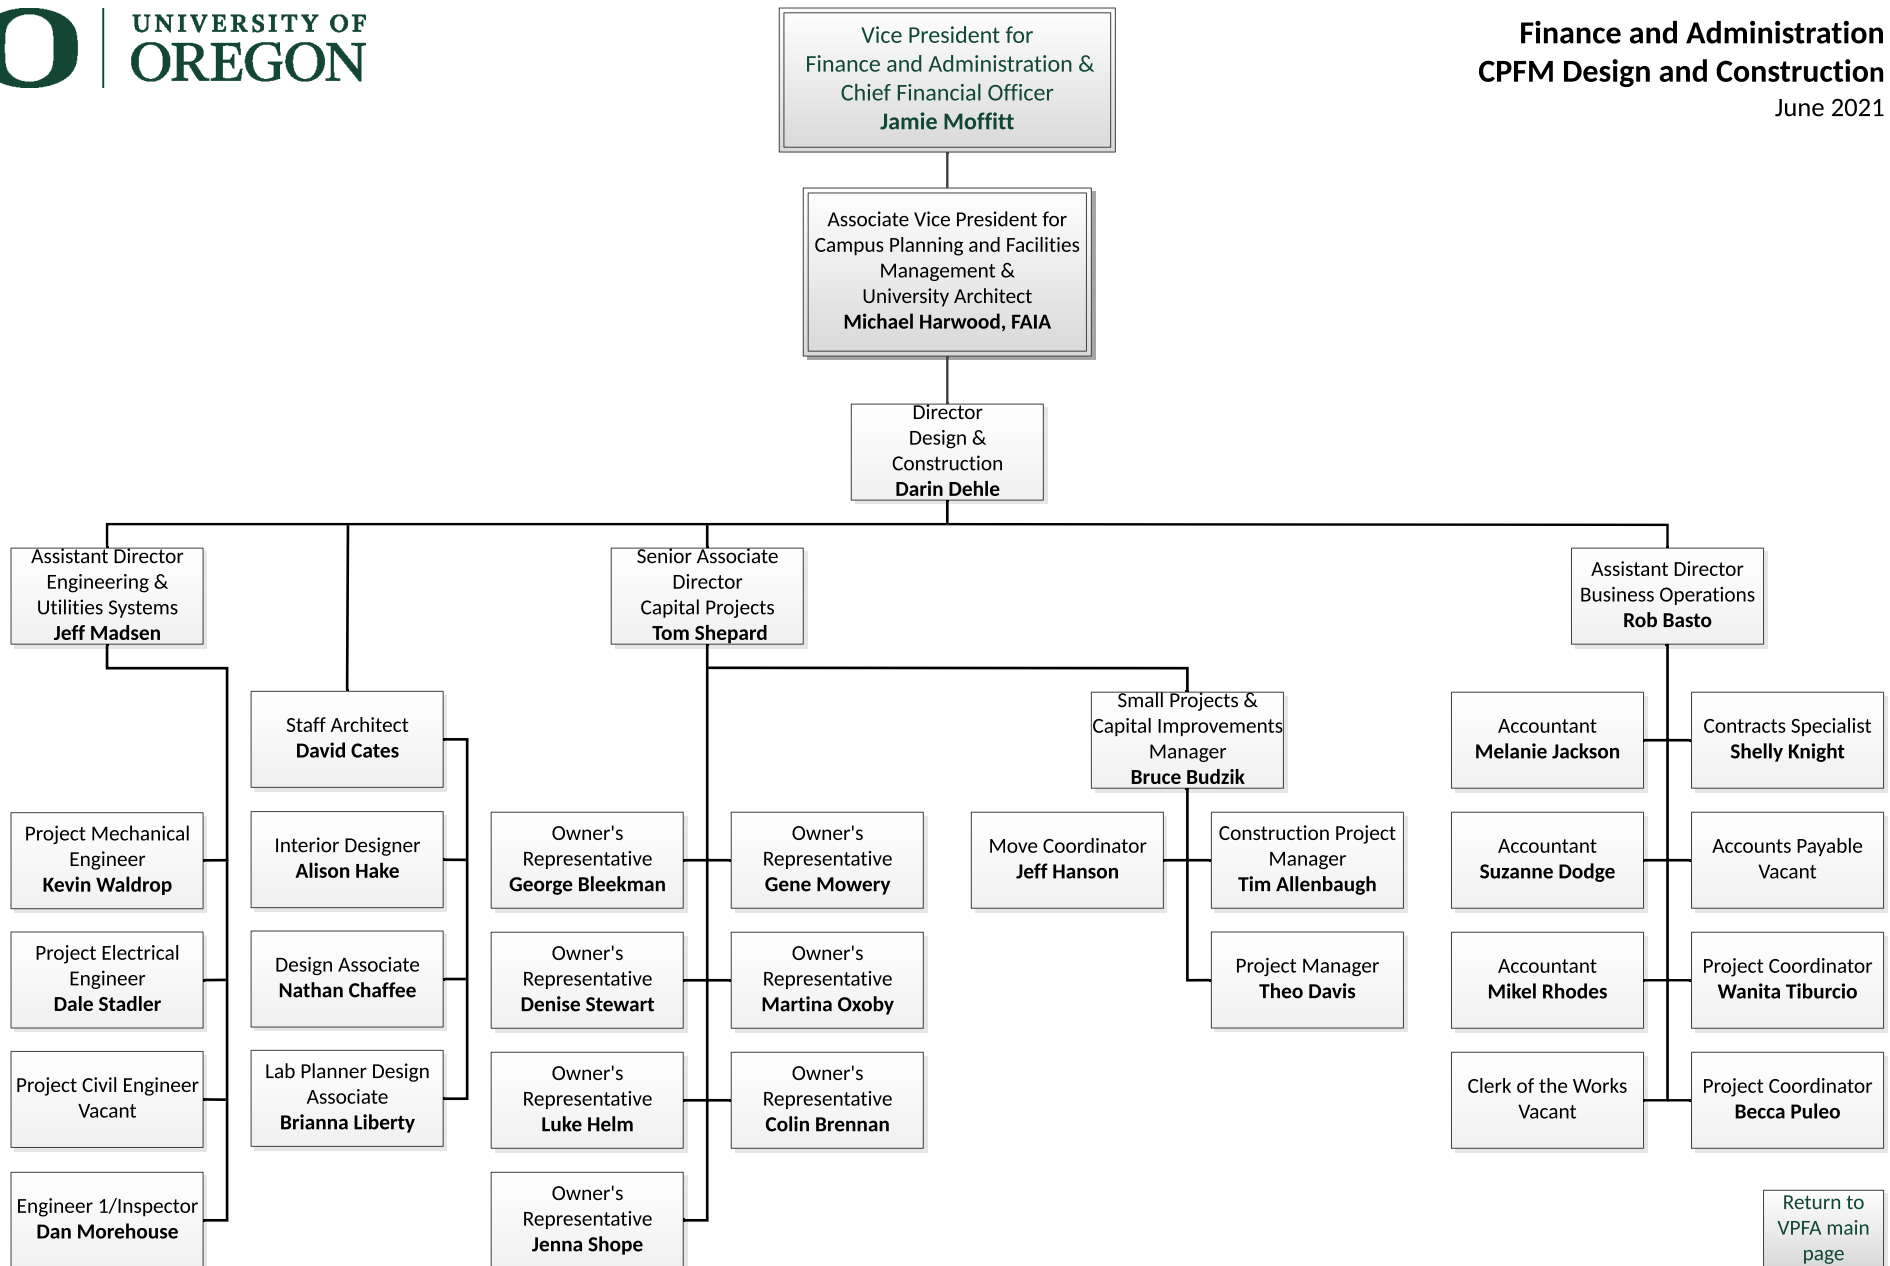 UNIVERSITY OF
OREGON
Finance and Administration
CPFM Design and Construction
June 2021
Vice President for
Finance and Administration &
Chief Financial Officer
Jamie Moffitt
Associate Vice President for
Campus Planning and Facilities
Management &
University Architect
Michael Harwood, FAIA
Director
Design &
Construction
Darin Dehle
Assistant Director
Engineering &
Utilities Systems
Jeff Madsen
Senior Associate
Director
Capital Projects
Tom Shepard
Assistant Director
Business Operations
Rob Basto
Staff Architect
David Cates
Small Projects &
Capital Improvements
Manager
Bruce Budzik
Accountant
Melanie Jackson
Contracts Specialist
Shelly Knight
Project Mechanical
Engineer
Kevin Waldrop
Interior Designer
Alison Hake
Owner's
Representative
George Bleekman
Owner's
Representative
Gene Mowery
Move Coordinator
Jeff Hanson
Construction Project
Manager
Tim Allenbaugh
Accountant
Suzanne Dodge
Accounts Payable
Vacant
Project Electrical
Engineer
Dale Stadler
Design Associate
Nathan Chaffee
Owner's
Representative
Denise Stewart
Owner's
Representative
Martina Oxoby
Project Manager
Theo Davis
Accountant
Mikel Rhodes
Project Coordinator
Wanita Tiburcio
Project Civil Engineer
Vacant
Lab Planner Design
Associate
Brianna Liberty
Owner's
Representative
Luke Helm
Owner's
Representative
Colin Brennan
Clerk of the Works
Vacant
Project Coordinator
Becca Puleo
Engineer 1/Inspector
Dan Morehouse
Owner's
Representative
Jenna Shope
Return to
VPFA main
page